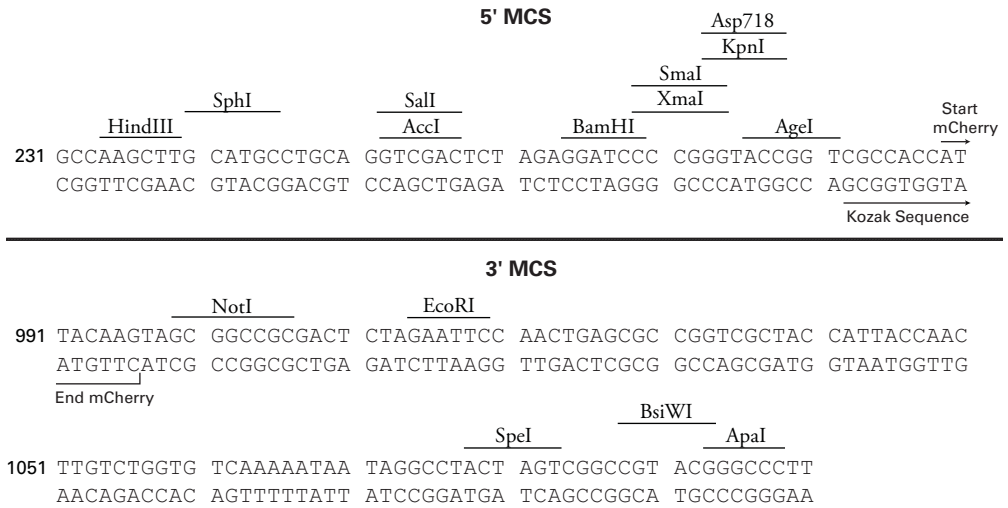 5' MCS
Asp718
KpnI
SmaI
SphI SalI XmaI
HindIII AccI BamHI AgeI Start mCherry
231 GCCAAGCTTG CATGCCTGCA GGTCGACTCT AGAGGATCCC CGGGTACCGG TCGCCACCAT
CGGTTCGAAC GTACGGACGT CCAGCTGAGA TCTCCTAGGG GCCCATGGCC AGCGGTGGTA
Kozak Sequence
3' MCS
NotI EcoRI
991 TACAAGTAGC GGCCGCGACT CTAGAATTCC AACTGAGCGC CGGTCGCTAC CATTACCAAC
ATGTTCATCG CCGGCGCTGA GATCTTAAGG TTGACTCGCG GCCAGCGATG GTAATGGTTG
End mCherry
BsiWI
SpeI ApaI
1051 TTGTCTGGTG TCAAAAATAA TAGGCCTACT AGTCGGCCGT ACGGGCCCTT
AACAGACCAC AGTTTTTATT ATCCGGATGA TCAGCCGGCA TGCCCGGGAA